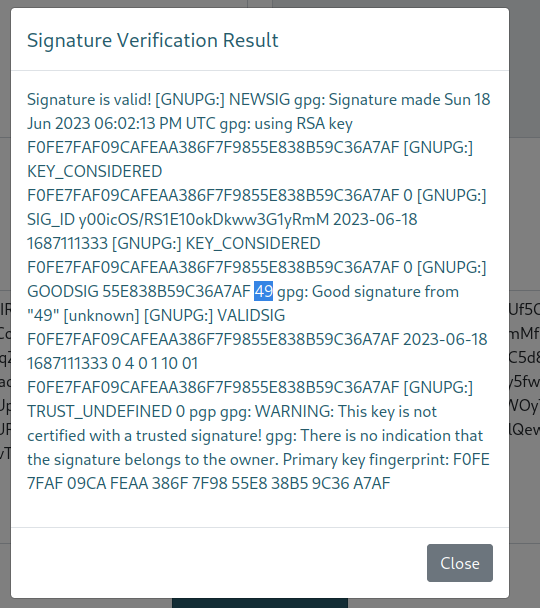 Signature Verification Result
Signature is valid! [GNUPG:] NEWSIG gpg: Signature made Sun 18
Jun 2023 06:02:13 PM UTC gpg: using RSA key
F0FE7FAF09CAFEAA386F7F9855E838B59C36A7AF [GNUPG:]
KEY_CONSIDERED
F0FE7FAF09CAFEAA386F7F9855E838B59C36A7AF 0 [GNUPG:]
SIG_ID y00icOS/RS1E10okDkww3G1yRmM 2023-06-18
1687111333 [GNUPG:] KEY_CONSIDERED
F0FE7FAF09CAFEAA386F7F9855E838B59C36A7AF 0 [GNUPG:]
GOODSIG 55E838B59C36A7AF 49 gpg: Good signature from
"49" [unknown] [GNUPG:] VALIDSIG
F0FE7FAF09CAFEAA386F7F9855E838B59C36A7AF 2023-06-18
1687111333 0 4 0 1 10 01
F0FE7FAF09CAFEAA386F7F9855E838B59C36A7AF [GNUPG:]
TRUST_UNDEFINED 0 pgp gpg: WARNING: This key is not
certified with a trusted signature! gpg: There is no indication that
the signature belongs to the owner. Primary key fingerprint: F0FE
7FAF 09CA FEAA 386F 7F98 55E8 38B5 9C36 A7AF
Close